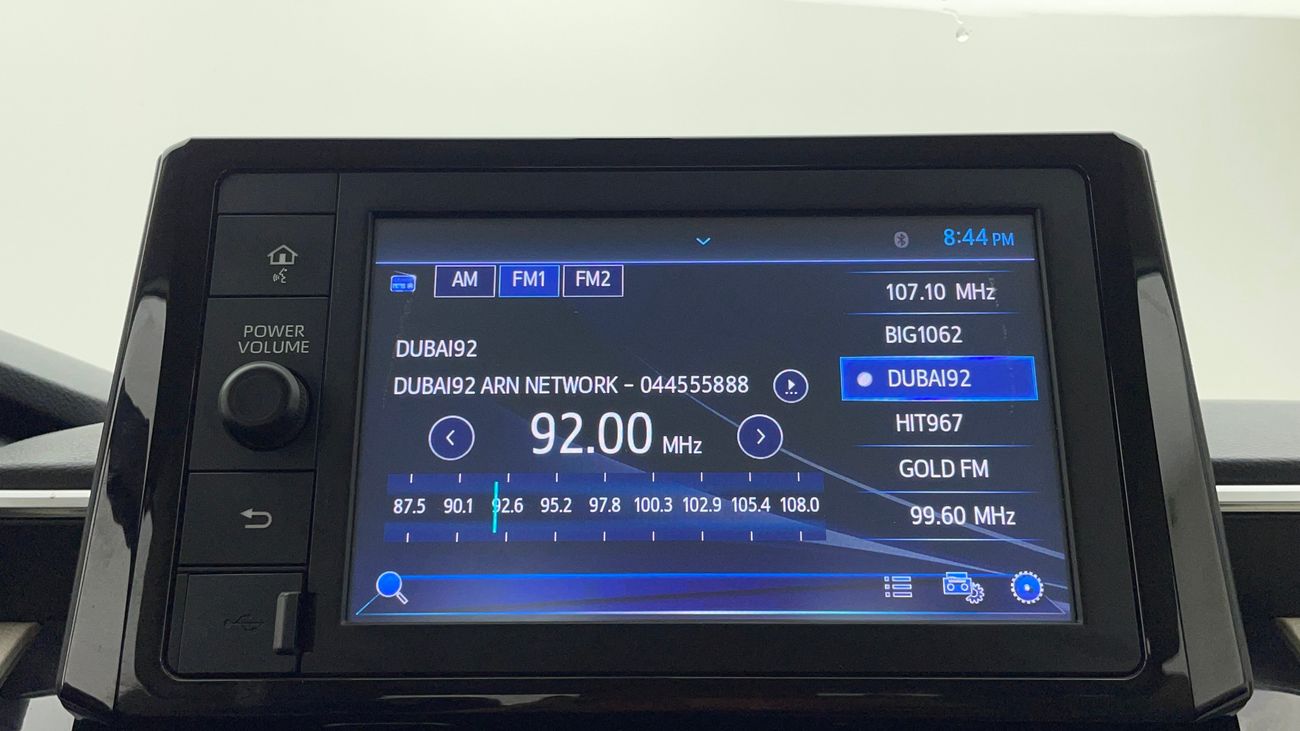 8:44 PM
AM FM1 FM2
107.10 MHz
POWER
VOLUME
DUBAI92
BIG1062
DUBAI92 ARN NETWORK - 044555888
DUBAI92
92.00 MHz
HIT967
GOLD FM
87.5 90.1 92.6 95.2 97.8 100.3 102.9 105.4 108.0
99.60 MHz